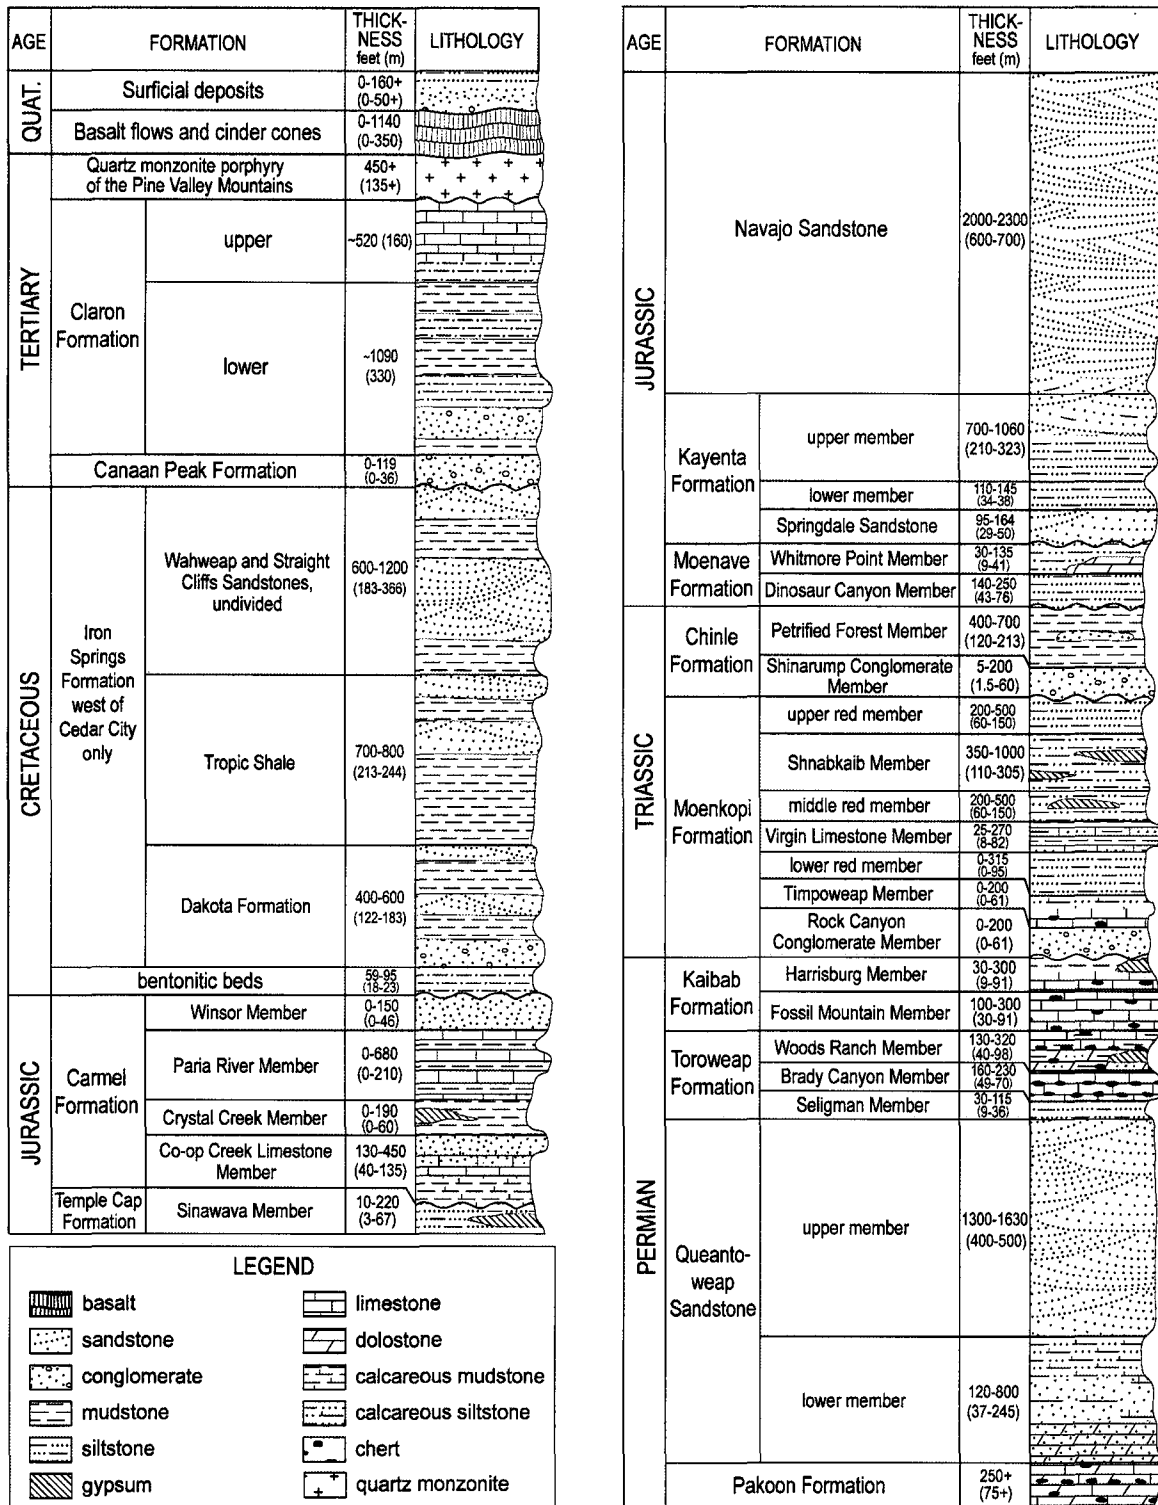 AGE
FORMATION
THICK-
NESS
feet (m)
LITHOLOGY
QUAT.
Surficial deposits
0-160+
(0-50+)
Basalt flows and cinder cones
0-1140
(0-350)
TERTIARY
Quartz monzonite porphyry
of the Pine Valley Mountains
450+
(135+)
Claron
Formation
upper
~520 (160)
lower
~1090
(330)
Canaan Peak Formation
0-119
(0-36)
CRETACEOUS
Iron
Springs
Formation
west of
Cedar City
only
Wahweap and Straight
Cliffs Sandstones,
undivided
600-1200
(183-366)
Tropic Shale
700-800
(213-244)
Dakota Formation
400-600
(122-183)
bentonitic beds
59-95
(18-23)
JURASSIC
Carmel
Formation
Winsor Member
0-150
(0-46)
Paria River Member
0-680
(0-210)
Crystal Creek Member
0-190
(0-60)
Co-op Creek Limestone
Member
130-450
(40-135)
Temple Cap
Formation
Sinawava Member
10-220
(3-67)
LEGEND
basalt
sandstone
conglomerate
mudstone
siltstone
gypsum
limestone
dolostone
calcareous mudstone
calcareous siltstone
chert
quartz monzonite
AGE
FORMATION
THICK-
NESS
feet (m)
LITHOLOGY
JURASSIC
Navajo Sandstone
2000-2300
(600-700)
Kayenta
Formation
upper member
700-1060
(210-323)
lower member
110-145
(34-38)
Springdale Sandstone
95-164
(29-50)
Moenave
Formation
Whitmore Point Member
30-135
(9-41)
Dinosaur Canyon Member
140-250
(43-76)
TRIASSIC
Chinle
Formation
Petrified Forest Member
400-700
(120-213)
Shinarump Conglomerate
Member
5-200
(1.5-60)
Moenkopi
Formation
upper red member
200-500
(60-150)
Shnabkaib Member
350-1000
(110-305)
middle red member
200-500
(60-150)
Virgin Limestone Member
25-270
(8-82)
lower red member
0-315
(0-95)
Timpoweap Member
0-200
(0-61)
Rock Canyon
Conglomerate Member
0-200
(0-61)
PERMIAN
Kaibab
Formation
Harrisburg Member
30-300
(9-91)
Fossil Mountain Member
100-300
(30-91)
Toroweap
Formation
Woods Ranch Member
130-320
(40-98)
Brady Canyon Member
160-230
(49-70)
Seligman Member
30-115
(9-36)
Queanto-
weap
Sandstone
upper member
1300-1630
(400-500)
lower member
120-800
(37-245)
Pakoon Formation
250+
(75+)